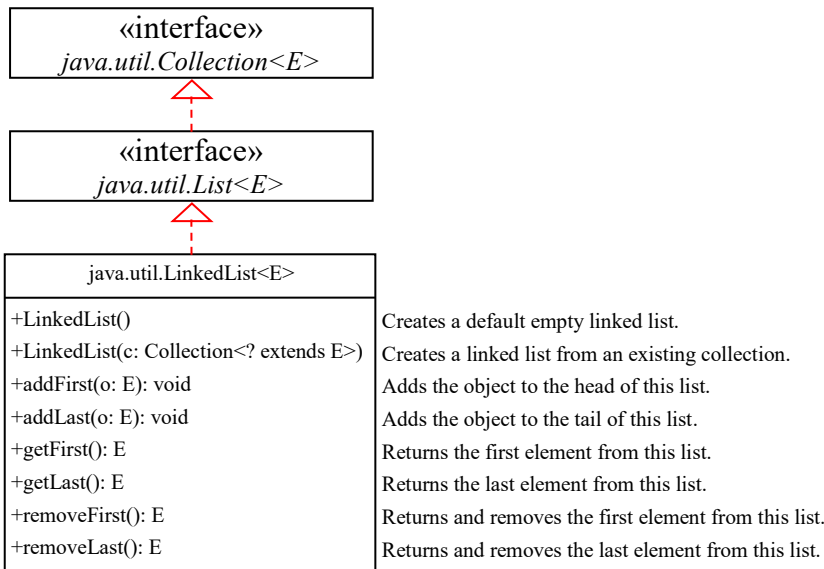 «interface»
java.util.Collection<E>
«interface»
java.util.List<E>
java.util.LinkedList<E>
+LinkedList() Creates a default empty linked list.
+LinkedList(c: Collection<? extends E>) Creates a linked list from an existing collection.
+addFirst(o: E): void Adds the object to the head of this list.
+addLast(o: E): void Adds the object to the tail of this list.
+getFirst(): E Returns the first element from this list.
+getLast(): E Returns the last element from this list.
+removeFirst(): E Returns and removes the first element from this list.
+removeLast(): E Returns and removes the last element from this list.